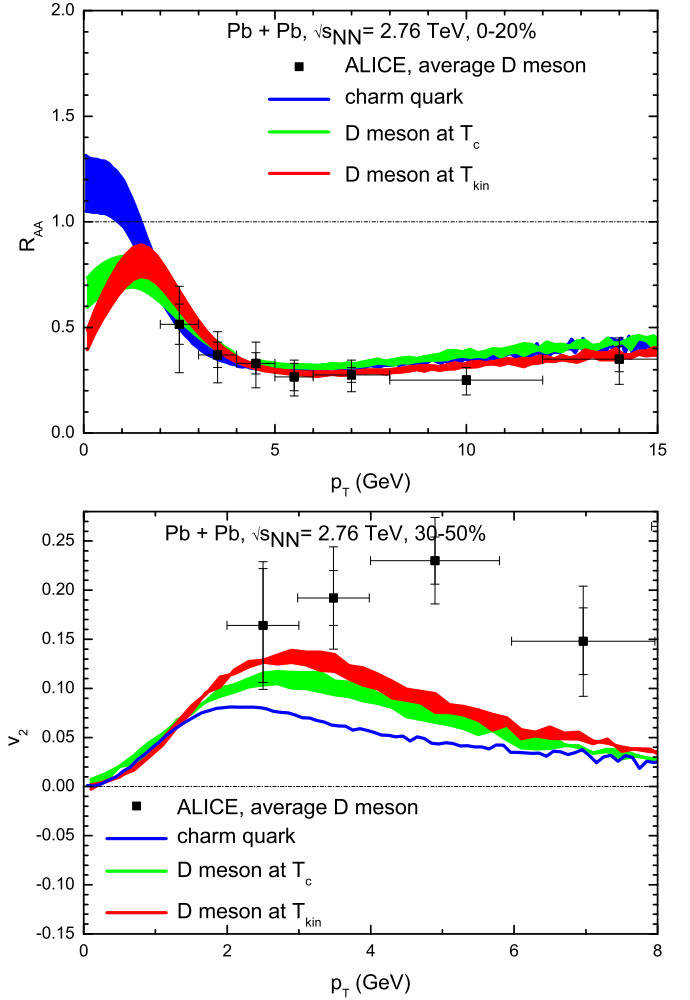 Pb + Pb, √sNN= 2.76 TeV, 0-20%
ALICE, average D meson
charm quark
D meson at Tc
D meson at Tkin
2.0
1.5
1.0
0.5
0.0
RAA
0
5
10
15
pT (GeV)
Pb + Pb, √sNN= 2.76 TeV, 30-50%
0.25
0.20
0.15
0.10
0.05
0.00
-0.05
-0.10
-0.15
v2
ALICE, average D meson
charm quark
D meson at Tc
D meson at Tkin
0
2
4
6
8
pT (GeV)